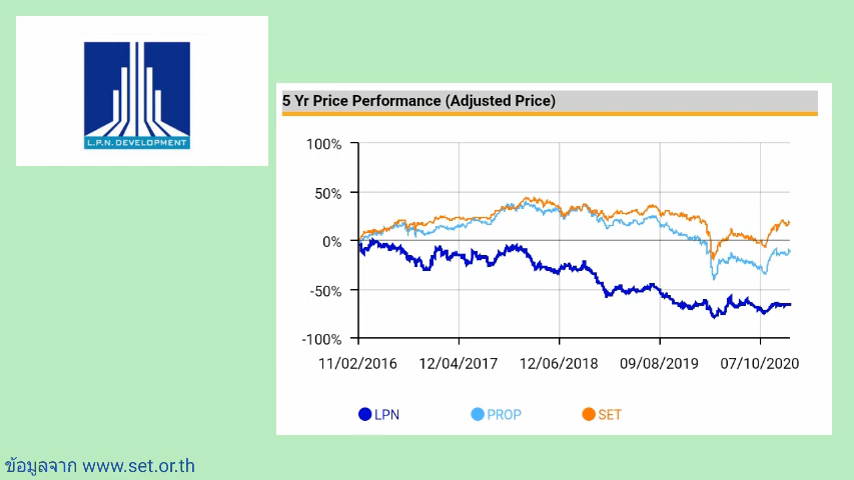 L.P.N. DEVELOPMENT
5 Yr Price Performance (Adjusted Price)
100%
50%
0%
-50%
-100%
11/02/2016 12/04/2017 12/06/2018 09/08/2019 07/10/2020
LPN PROP SET
ข้อมูลจาก www.set.or.th